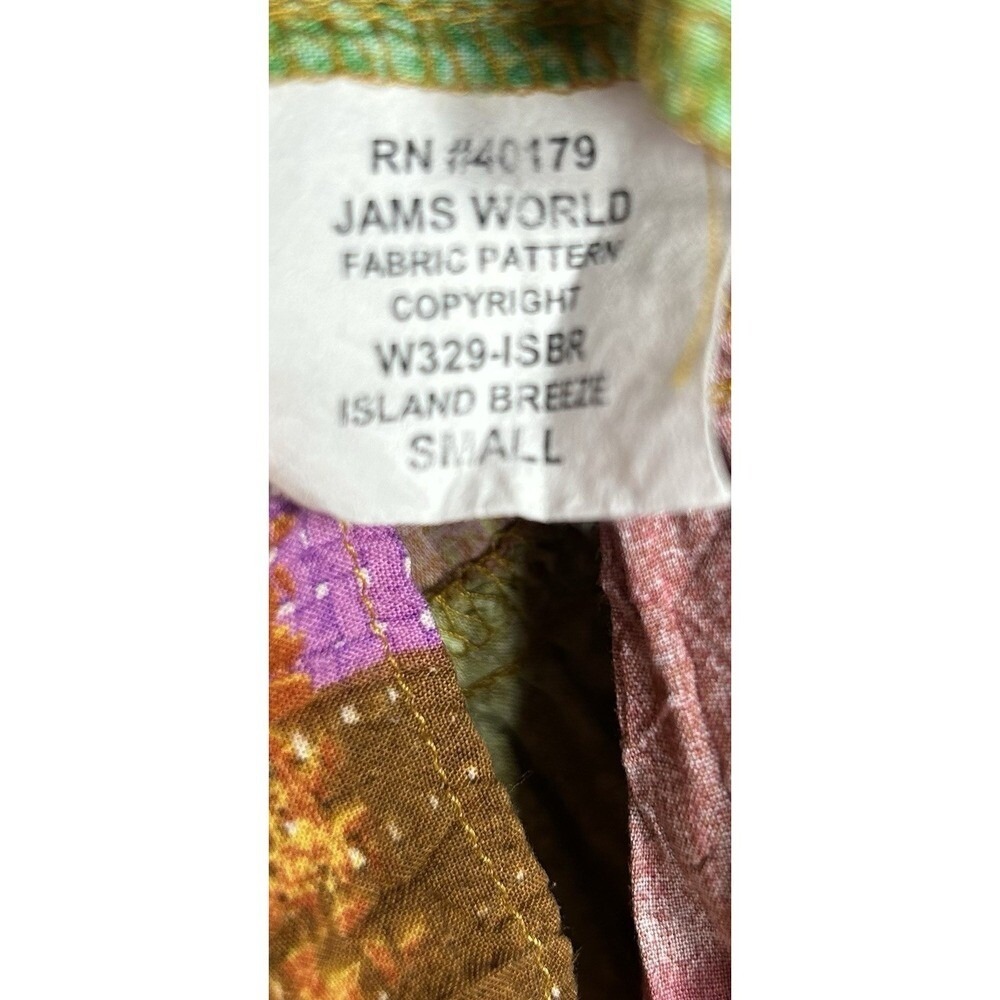 RN #40179
JAMS WORLD
FABRIC PATTERN
COPYRIGHT
W329-ISBR
ISLAND BREEZE
SMALL